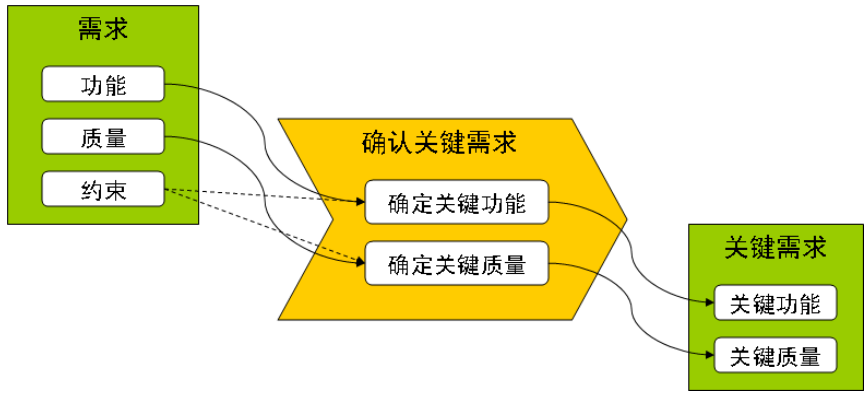 需求
功能
质量
约束
确认关键需求
确定关键功能
确定关键质量
关键需求
关键功能
关键质量